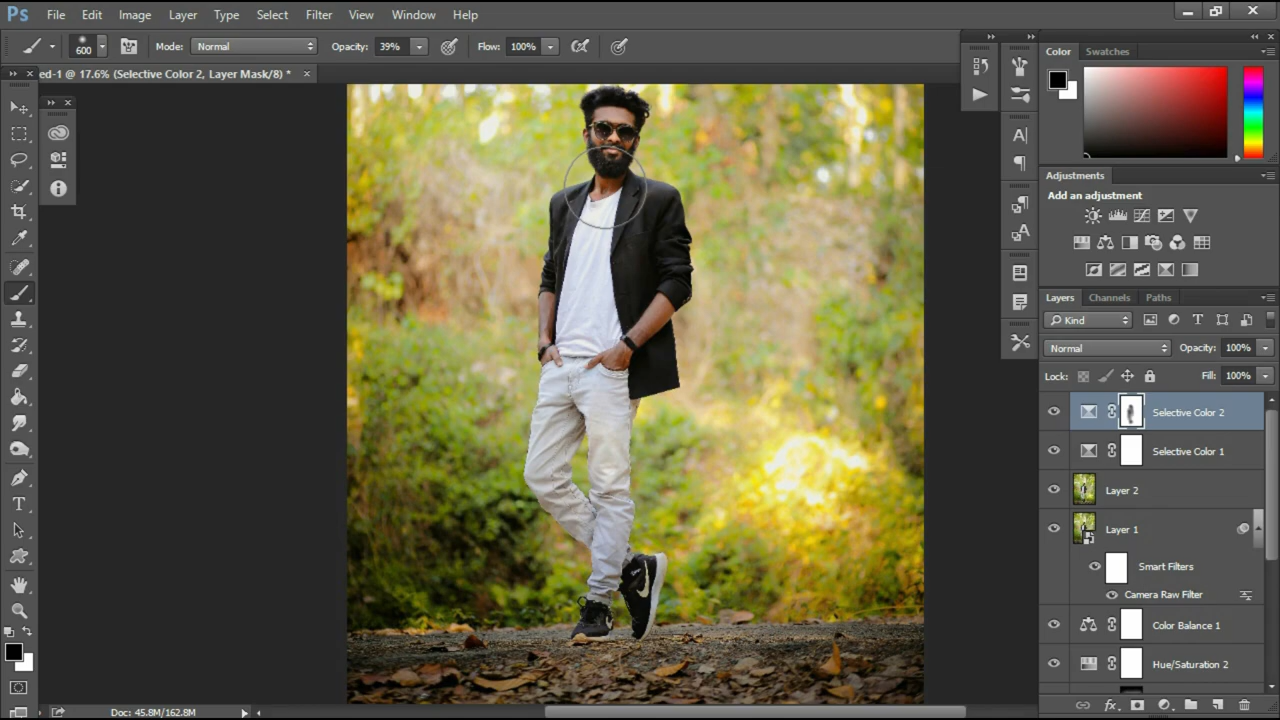 Ps File Edit Image Layer Type Select Filter View Window Help
600 Mode: Normal Opacity: 39% Flow: 100%
ed-1 @ 17.6% (Selective Color 2, Layer Mask/8) *
Color Swatches
Adjustments
Add an adjustment
Layers Channels Paths
Kind
Normal Opacity: 100%
Lock: Fill: 100%
Selective Color 2
Selective Color 1
Layer 2
Layer 1
Smart Filters
Camera Raw Filter
Color Balance 1
Hue/Saturation 2
Doc: 45.8M/162.8M